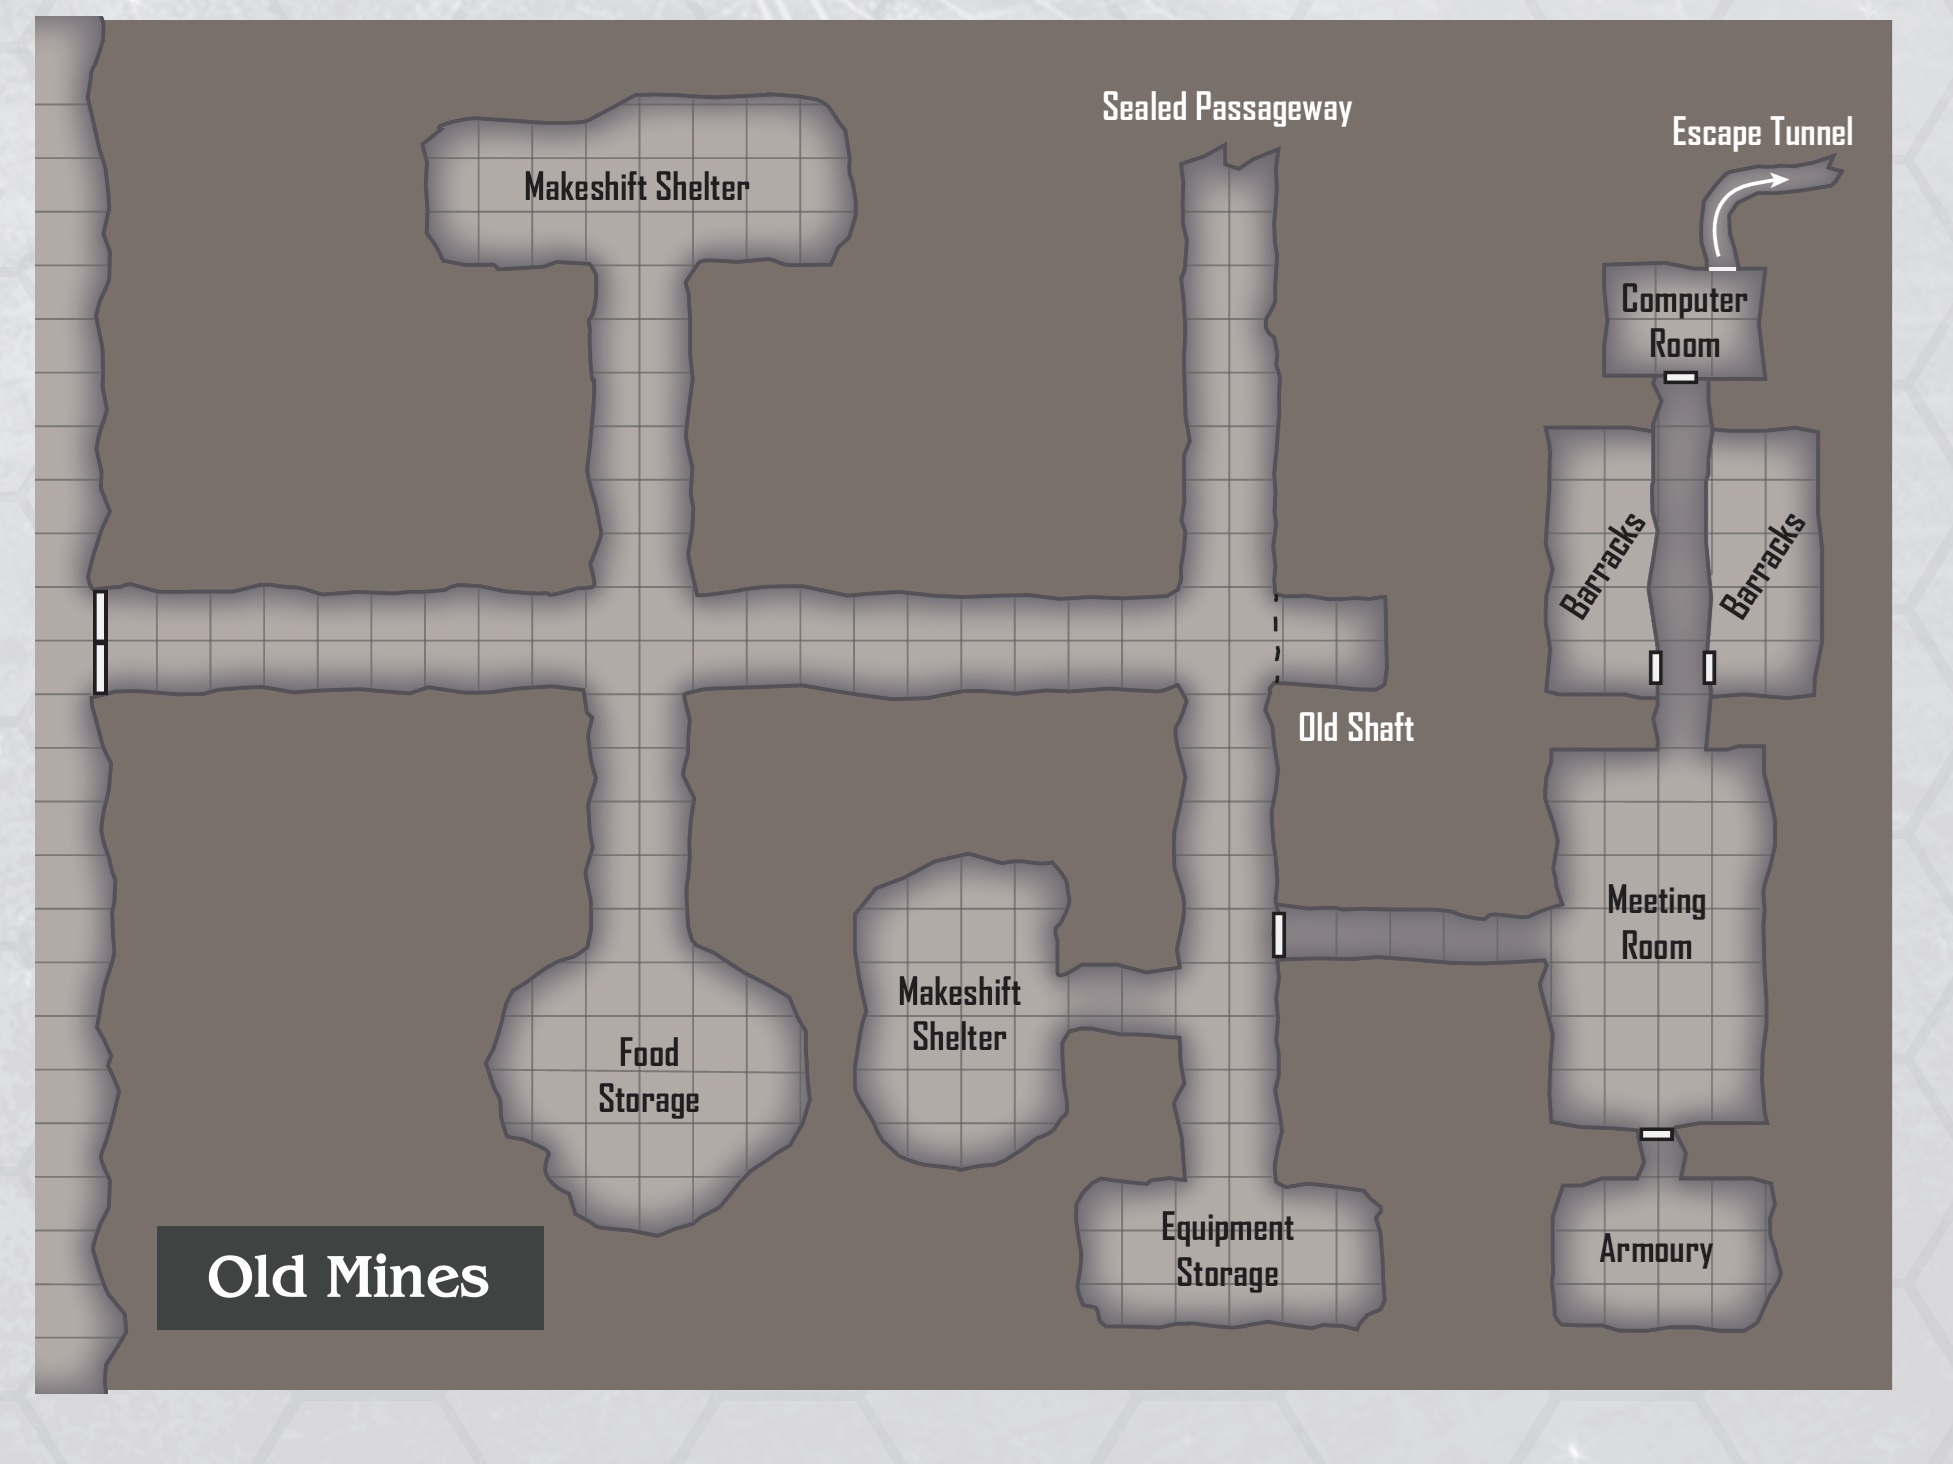 Sealed Passageway
Escape Tunnel
Makeshift Shelter
Computer
Room
Barracks
Barracks
Old Shaft
Meeting
Room
Makeshift
Shelter
Food
Storage
Equipment
Storage
Armoury
Old Mines